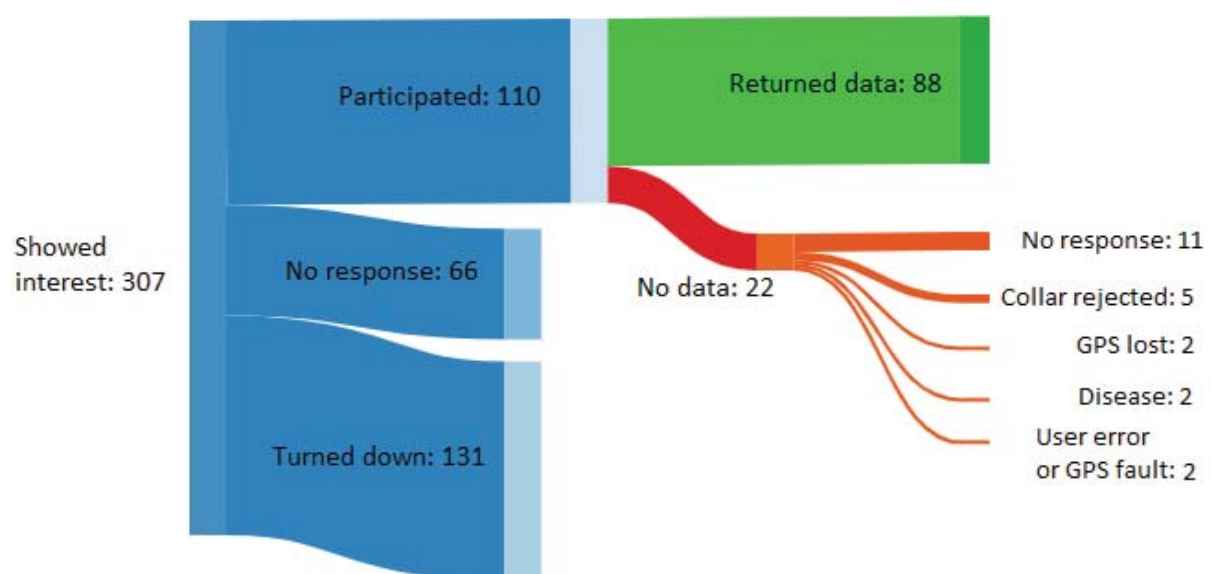 Showed
interest: 307
Participated: 110
No response: 66
Turned down: 131
Returned data: 88
No data: 22
No response: 11
Collar rejected: 5
GPS lost: 2
Disease: 2
User error
or GPS fault: 2